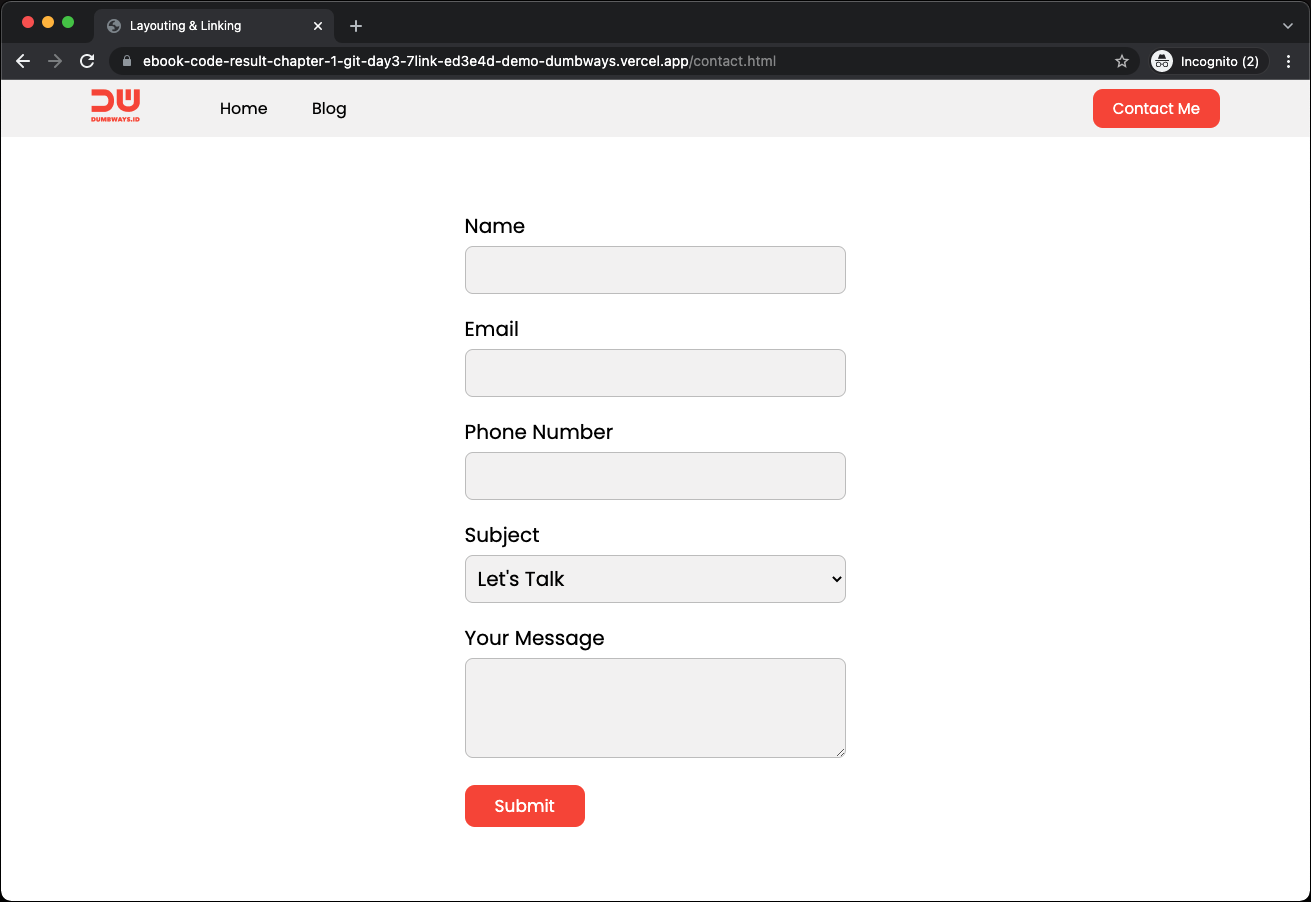 Layouting & Linking
ebook-code-result-chapter-1-git-day3-7link-ed3e4d-demo-dumbways.vercel.app/contact.html
Incognito (2)
DW
DUMBWAYS.ID
Home
Blog
Contact Me
Name
Email
Phone Number
Subject
Let's Talk
Your Message
Submit